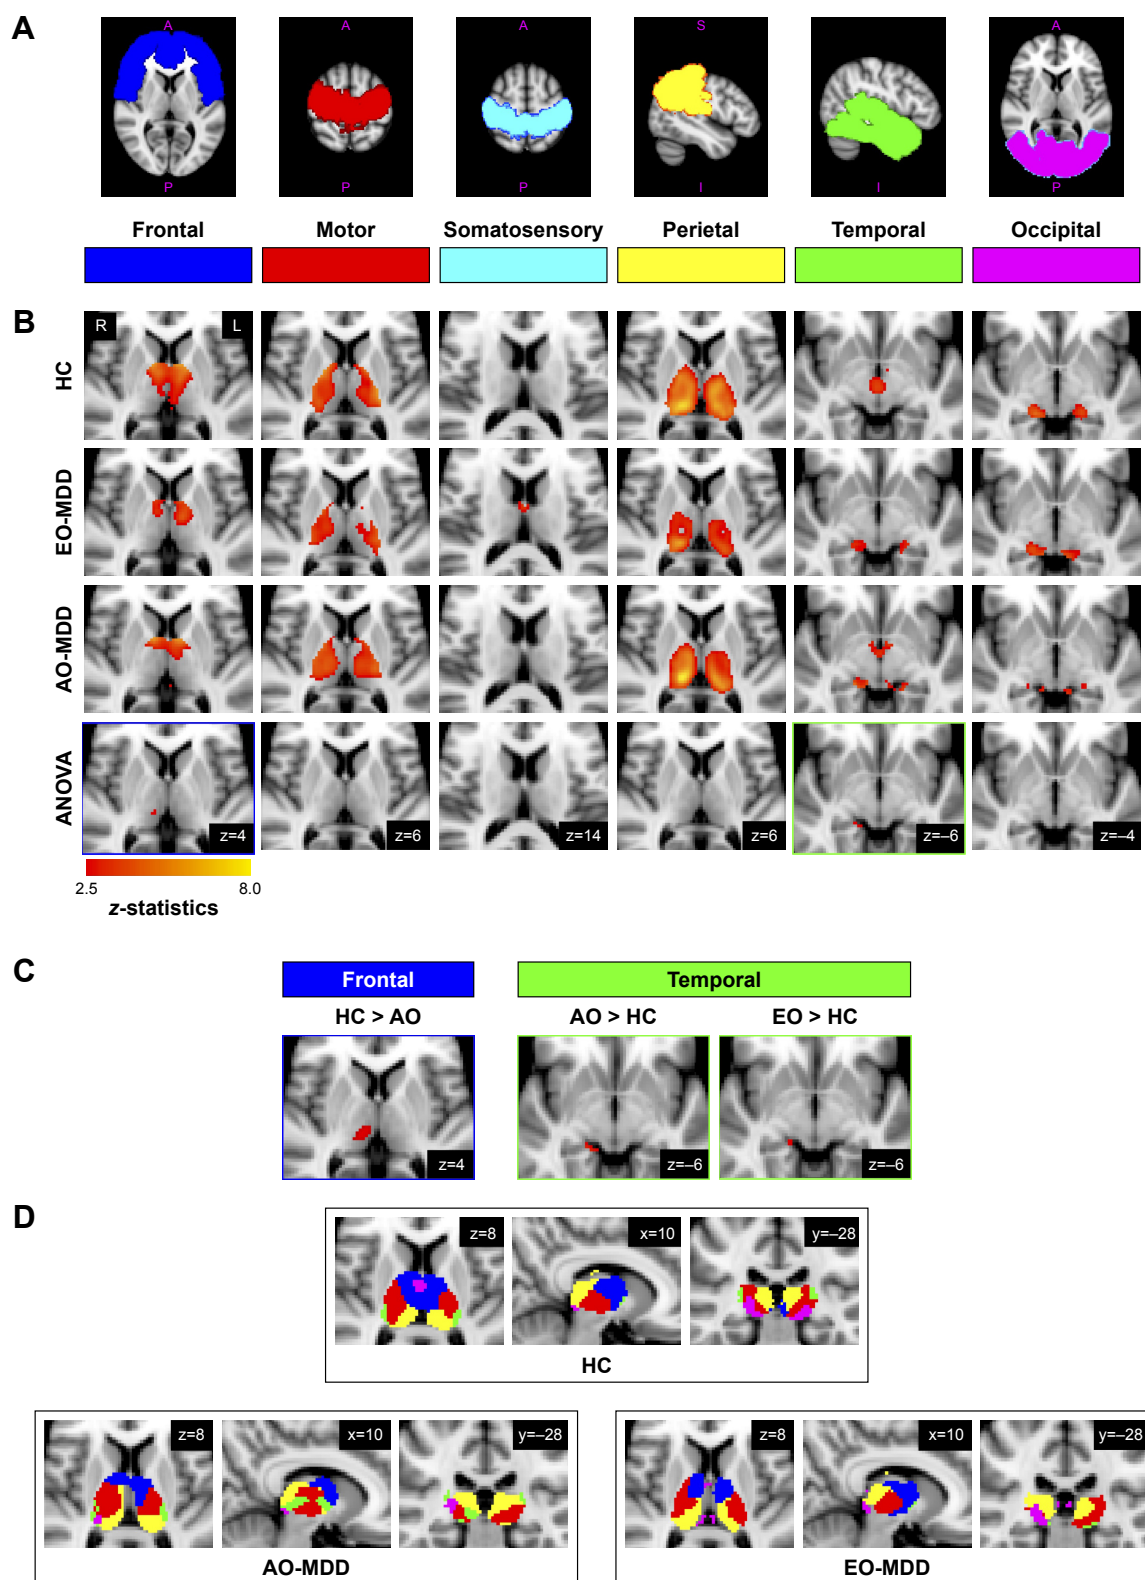 A
A A A S A
P P P I I P
Frontal Motor Somatosensory Perietal Temporal Occipital
B
R L
HC
EO-MDD
AO-MDD
ANOVA
z=4 z=6 z=14 z=6 z=–6 z=–4
2.5 8.0
z-statistics
C
Frontal Temporal
HC > AO AO > HC EO > HC
z=4 z=–6 z=–6
D
z=8 x=10 y=–28
HC
z=8 x=10 y=–28 z=8 x=10 y=–28
AO-MDD EO-MDD